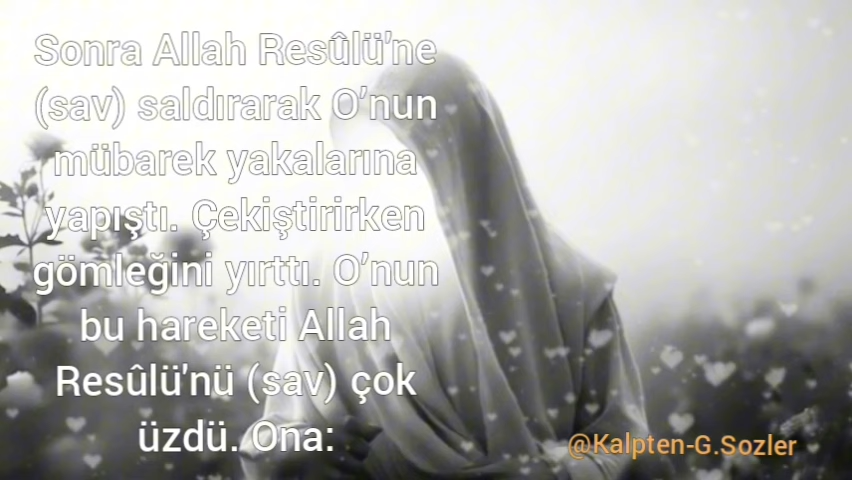 Sonra Allah Resûlü'ne
(sav) saldırarak O’nun
mübarek yakalarına
yapıştı. Çekiştirirken
gömleğini yırttı. O’nun
bu hareketi Allah
Resûlü'nü (sav) çok
üzdü. Ona:
@Kalpten-G.Sozler